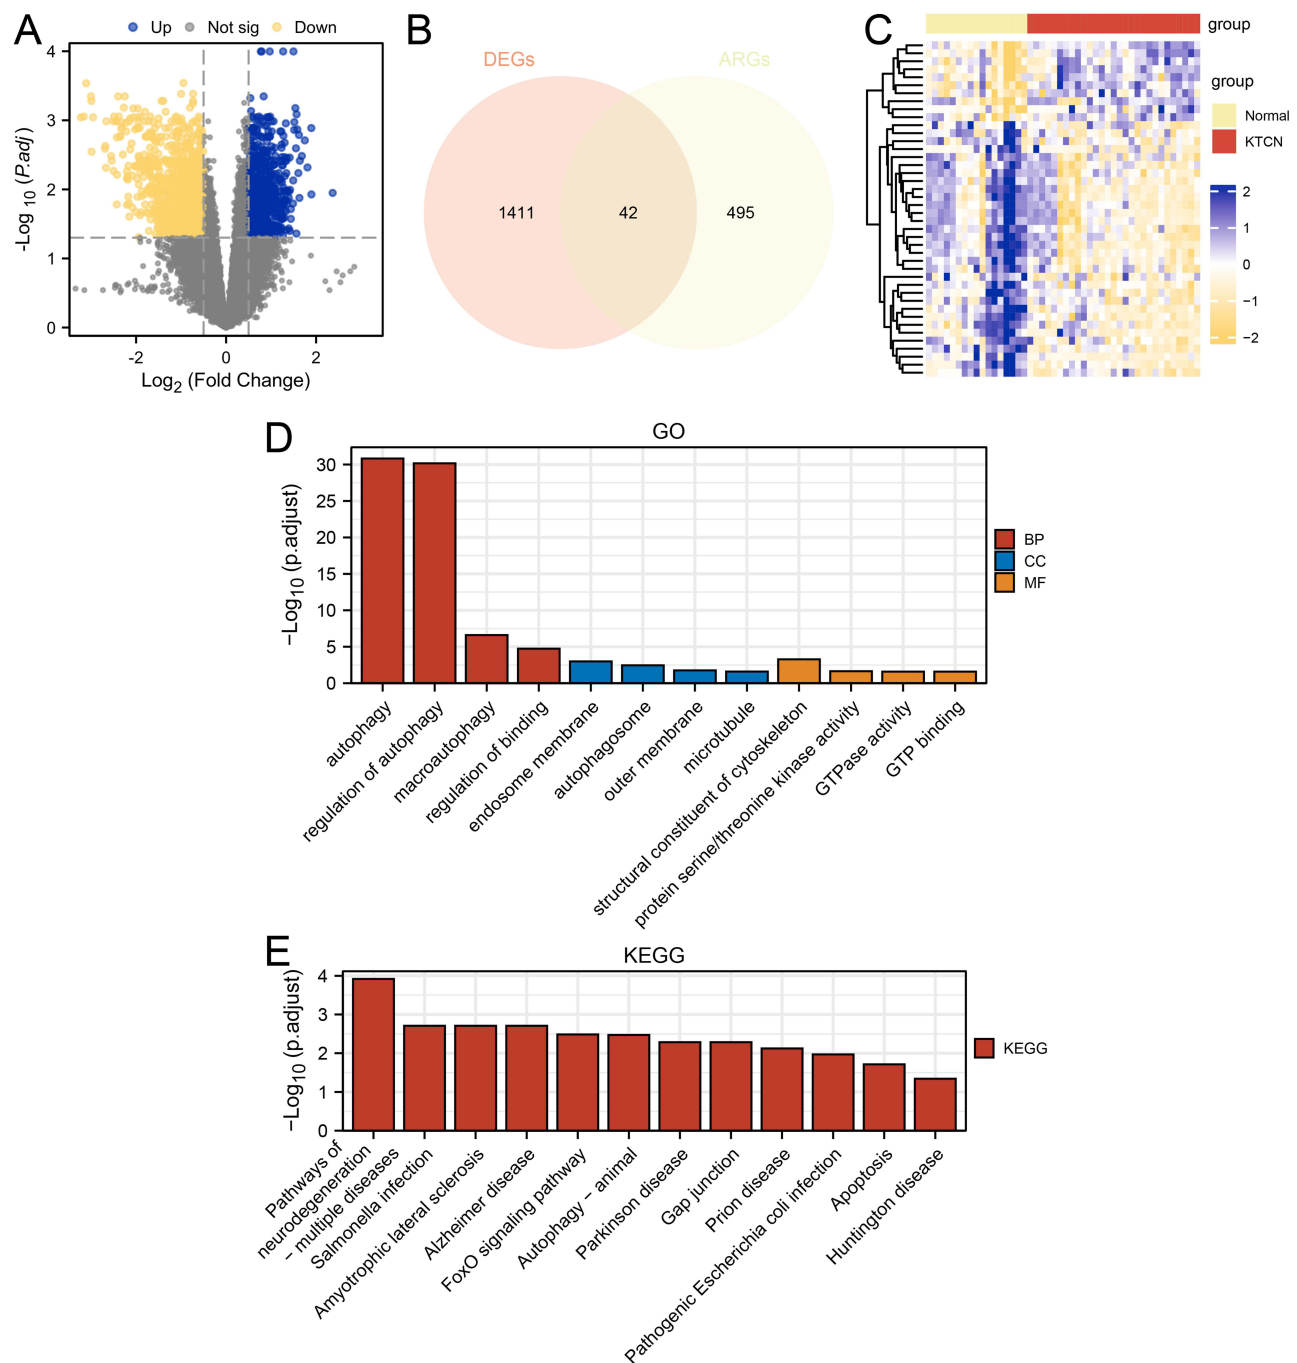 A
Up
Not sig
Down
4
3
2
1
0
-Log10 (P.adj)
-2
0
2
Log2 (Fold Change)
B
DEGs
ARGs
1411
42
495
C
group
group
Normal
KTCN
2
1
0
−1
−2
D
GO
30
25
20
15
10
5
0
−Log10 (p.adjust)
BP
CC
MF
autophagy
regulation of autophagy
macroautophagy
regulation of binding
endosome membrane
autophagosome
outer membrane
microtubule
structural constituent of cytoskeleton
protein serine/threonine kinase activity
GTPase activity
GTP binding
E
KEGG
4
3
2
1
0
−Log10 (p.adjust)
KEGG
Pathways of
neurodegeneration
− multiple diseases
Salmonella infection
Amyotrophic lateral sclerosis
Alzheimer disease
FoxO signaling pathway
Autophagy − animal
Parkinson disease
Gap junction
Prion disease
Pathogenic Escherichia coli infection
Apoptosis
Huntington disease